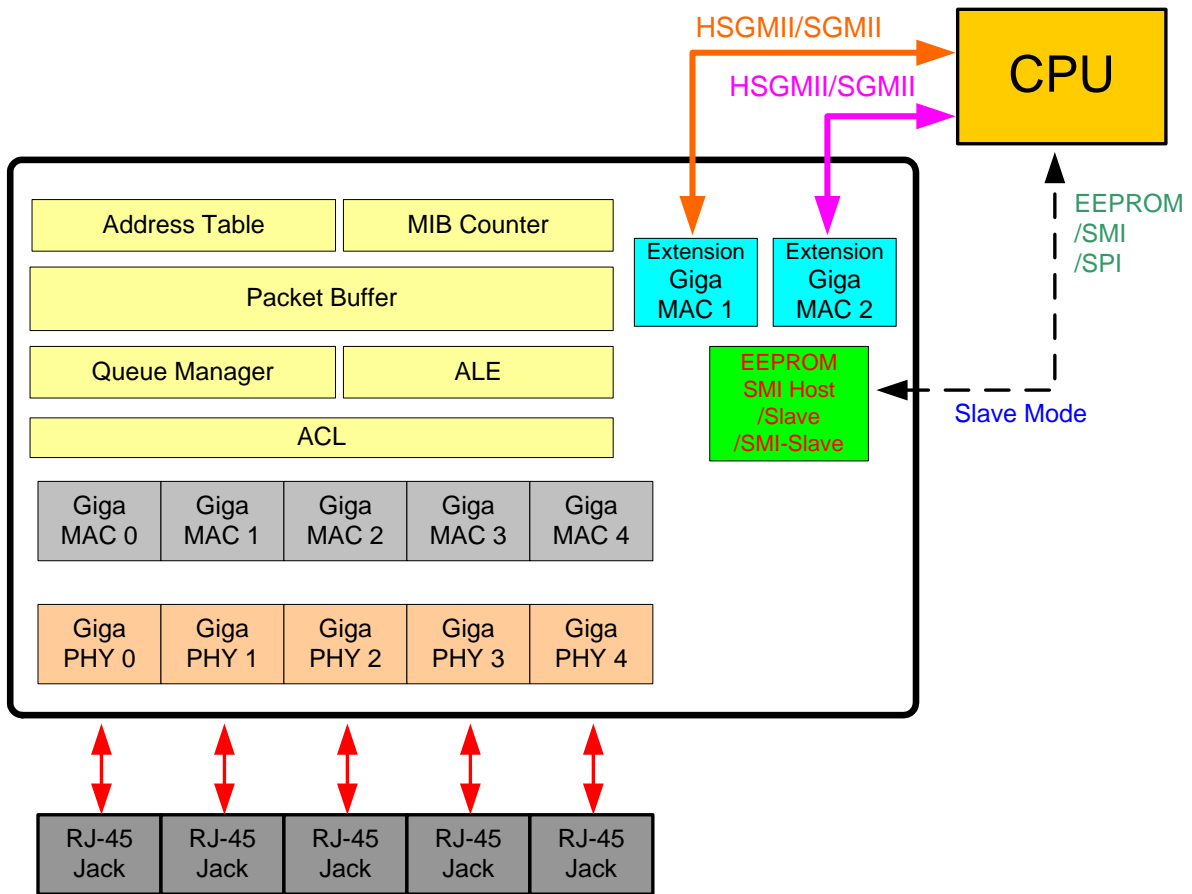 HSGMII/SGMII
CPU
HSGMII/SGMII
EEPROM
/SMI
/SPI
Address Table
MIB Counter
Extension
Giga
MAC 1
Extension
Giga
MAC 2
Packet Buffer
Queue Manager
ALE
EEPROM
SMI Host
/Slave
/SMI-Slave
Slave Mode
ACL
Giga
MAC 0
Giga
MAC 1
Giga
MAC 2
Giga
MAC 3
Giga
MAC 4
Giga
PHY 0
Giga
PHY 1
Giga
PHY 2
Giga
PHY 3
Giga
PHY 4
RJ-45
Jack
RJ-45
Jack
RJ-45
Jack
RJ-45
Jack
RJ-45
Jack